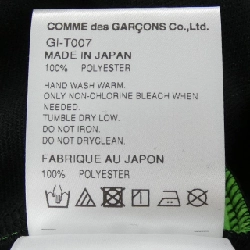 COMME des GARÇONS Co.,Ltd.
GI-T007
MADE IN JAPAN
100% POLYESTER
HAND WASH WARM.
ONLY NON-CHLORINE BLEACH WHEN
NEEDED.
TUMBLE DRY LOW.
DO NOT IRON.
DO NOT DRYCLEAN.
FABRIQUE AU JAPON
100% POLYESTER